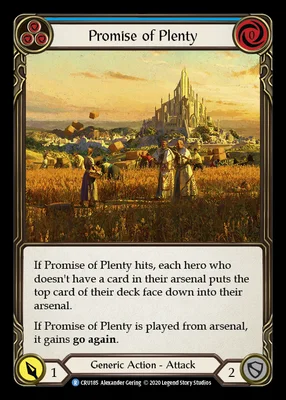 Promise of Plenty
0
If Promise of Plenty hits, each hero who
doesn't have a card in their arsenal puts the
top card of their deck face down into their
arsenal.
If Promise of Plenty is played from arsenal,
it gains go again.
1
Generic Action - Attack
2
R CRU185 Alexander Gering © 2020 Legend Story Studios